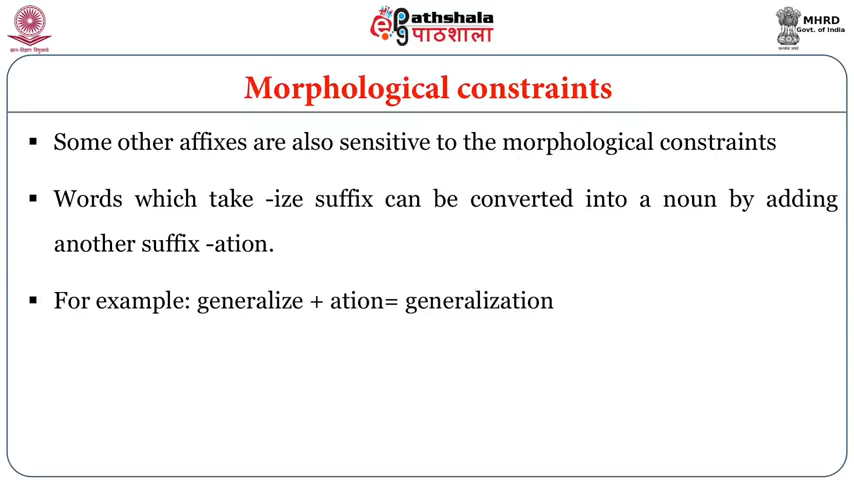 ePathshala
पाठशाला
MHRD
Govt. of India
Morphological constraints
▪ Some other affixes are also sensitive to the morphological constraints
▪ Words which take -ize suffix can be converted into a noun by adding
another suffix -ation.
▪ For example: generalize + ation= generalization